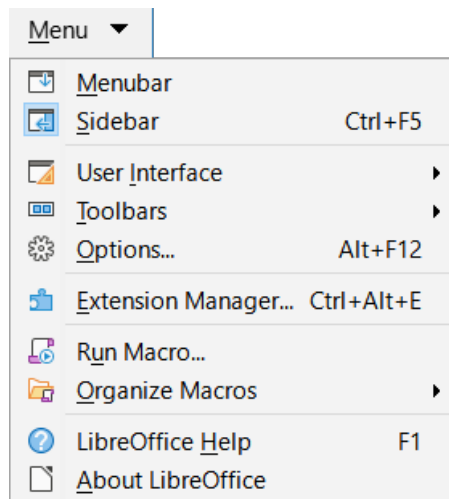 Menu
Menubar
Sidebar Ctrl+F5
User Interface
Toolbars
Options... Alt+F12
Extension Manager... Ctrl+Alt+E
Run Macro...
Organize Macros
LibreOffice Help F1
About LibreOffice